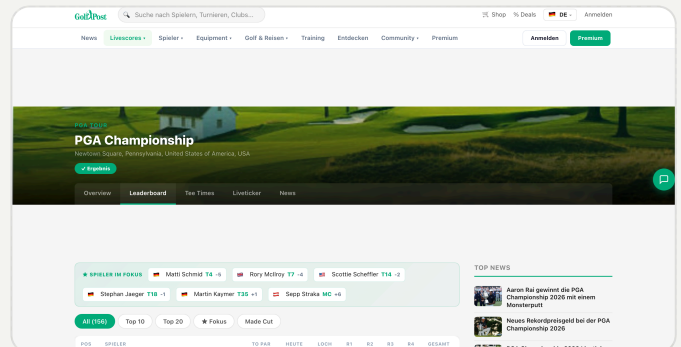 Golf Post
Suche nach Spielern, Turnieren, Clubs...
Shop
% Deals
DE
Anmelden
News
Livescores
Spieler
Equipment
Golf & Reisen
Training
Entdecken
Community
Premium
Anmelden
Premium
PGA TOUR
PGA Championship
Newtown Square, Pennsylvania, United States of America, USA
✓ Ergebnis
Overview
Leaderboard
Tee Times
Liveticker
News
★ SPIELER IM FOKUS
Matti Schmid T4 -5
Rory McIlroy T7 -4
Scottie Scheffler T14 -2
Stephan Jaeger T18 -1
Martin Kaymer T35 +1
Sepp Straka MC +6
All (156)
Top 10
Top 20
★ Fokus
Made Cut
POS SPIELER TO PAR HEUTE LOCH R1 R2 R3 R4 GESAMT
TOP NEWS
Aaron Rai gewinnt die PGA
Championship 2026 mit einem
Monsterputt
Neues Rekordpreisgeld bei der PGA
Championship 2026